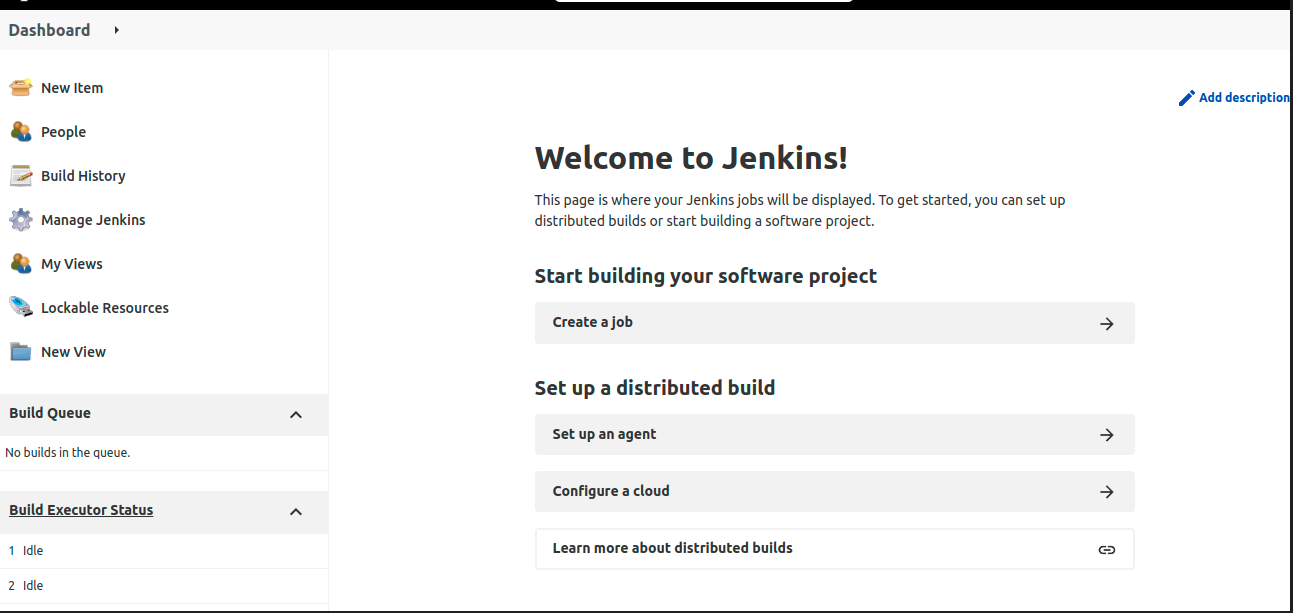 Dashboard
New Item
People
Build History
Manage Jenkins
My Views
Lockable Resources
New View
Build Queue
No builds in the queue.
Build Executor Status
1 Idle
2 Idle
Add description
Welcome to Jenkins!
This page is where your Jenkins jobs will be displayed. To get started, you can set up
distributed builds or start building a software project.
Start building your software project
Create a job
Set up a distributed build
Set up an agent
Configure a cloud
Learn more about distributed builds